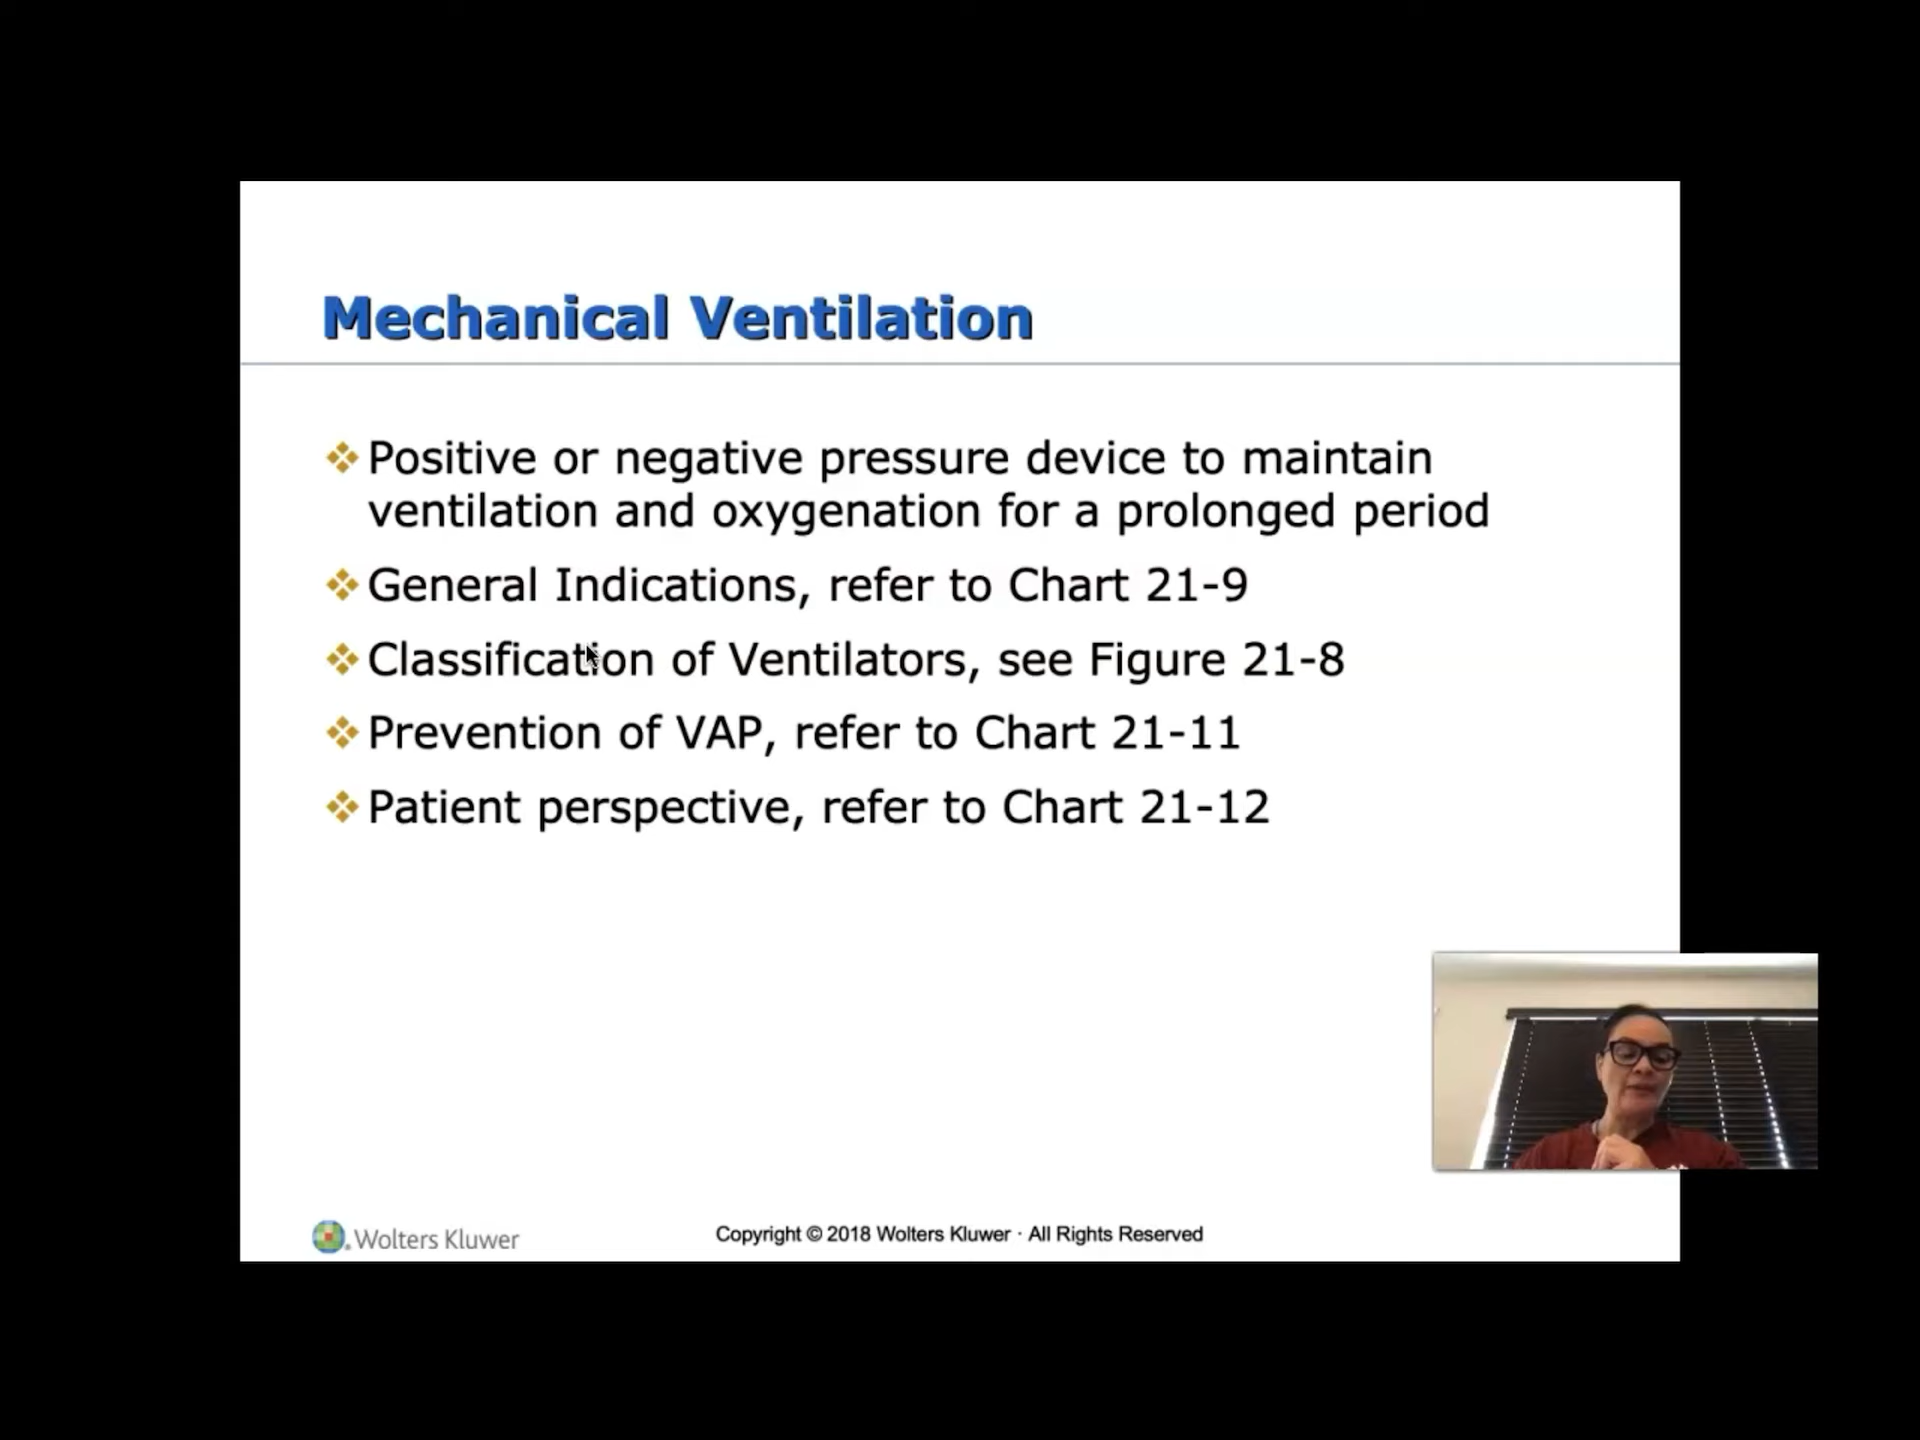 Mechanical Ventilation
Positive or negative pressure device to maintain
ventilation and oxygenation for a prolonged period
General Indications, refer to Chart 21-9
Classification of Ventilators, see Figure 21-8
Prevention of VAP, refer to Chart 21-11
Patient perspective, refer to Chart 21-12
Wolters Kluwer
Copyright © 2018 Wolters Kluwer · All Rights Reserved